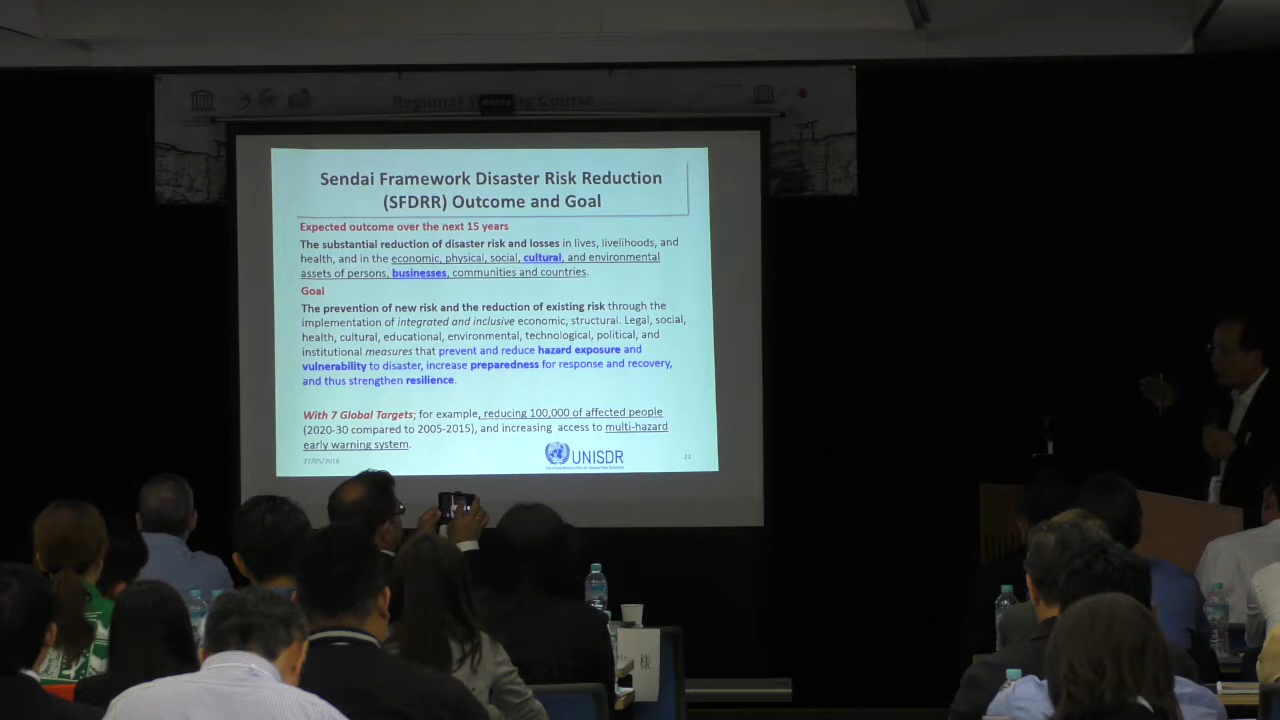 Regional Training Course
Sendai Framework Disaster Risk Reduction
(SFDRR) Outcome and Goal
Expected outcome over the next 15 years
The substantial reduction of disaster risk and losses in lives, livelihoods, and
health, and in the economic, physical, social, cultural, and environmental
assets of persons, businesses, communities and countries.
Goal
The prevention of new risk and the reduction of existing risk through the
implementation of integrated and inclusive economic, structural. Legal, social,
health, cultural, educational, environmental, technological, political, and
institutional measures that prevent and reduce hazard exposure and
vulnerability to disaster, increase preparedness for response and recovery,
and thus strengthen resilience.
With 7 Global Targets; for example, reducing 100,000 of affected people
(2020-30 compared to 2005-2015), and increasing access to multi-hazard
early warning system.
27/05/2018
UNISDR
22
様